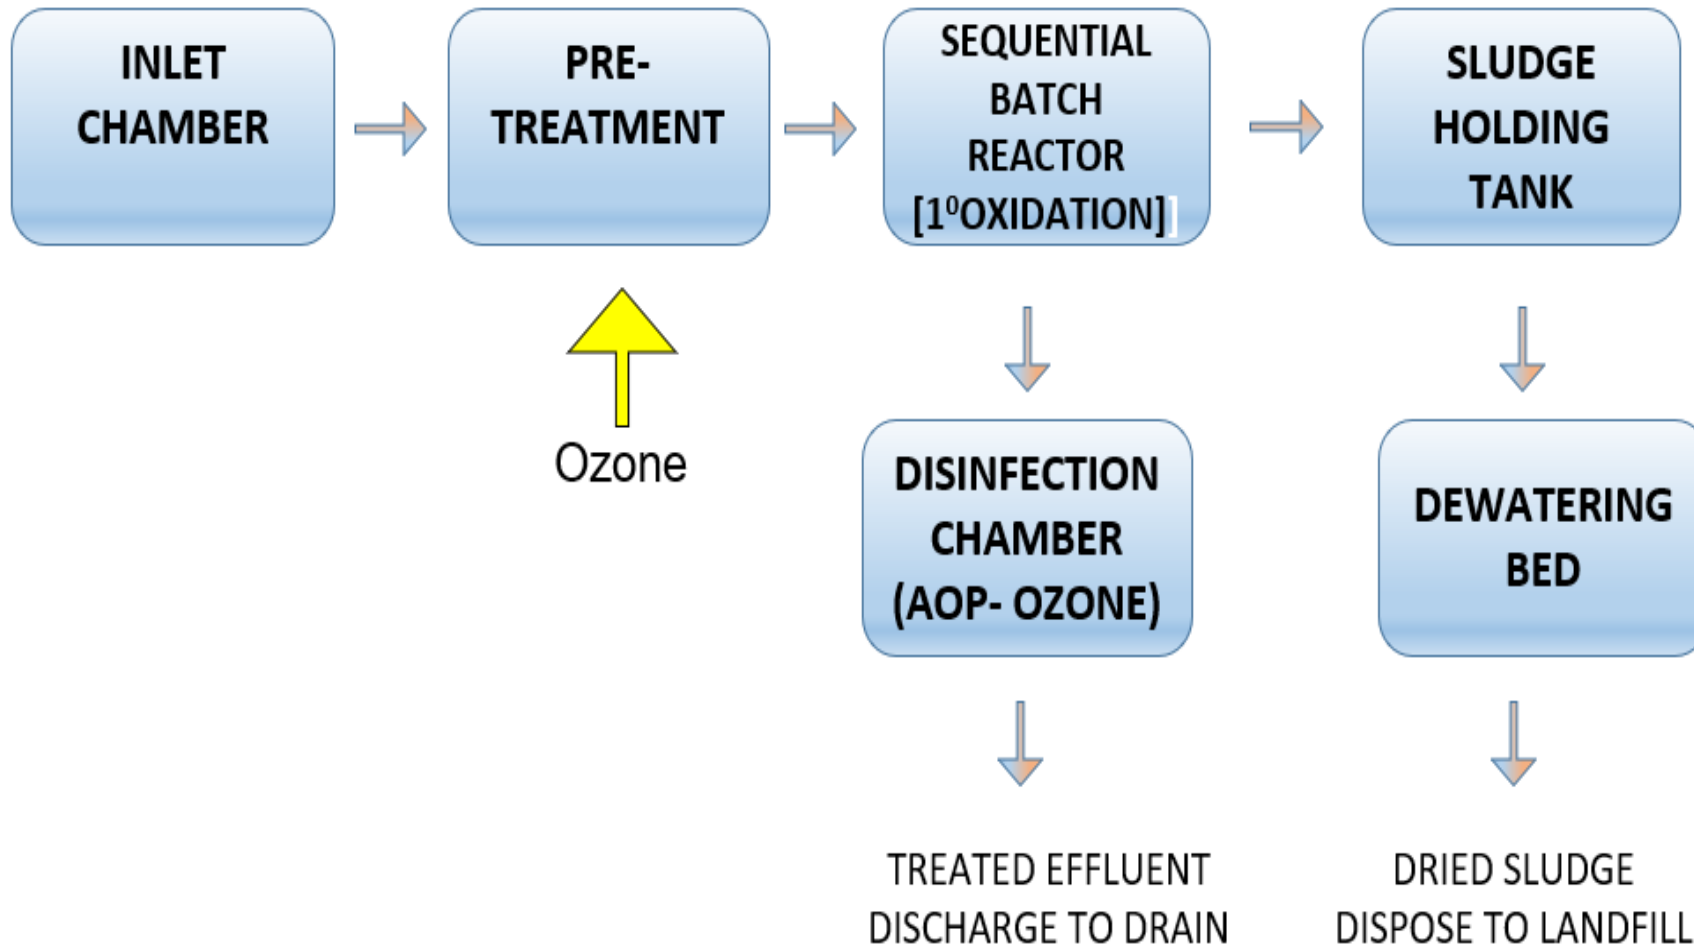 INLET
CHAMBER
PRE-
TREATMENT
SEQUENTIAL
BATCH
REACTOR
[1⁰OXIDATION]]
SLUDGE
HOLDING
TANK
Ozone
DISINFECTION
CHAMBER
(AOP- OZONE)
DEWATERING
BED
TREATED EFFLUENT
DISCHARGE TO DRAIN
DRIED SLUDGE
DISPOSE TO LANDFILL